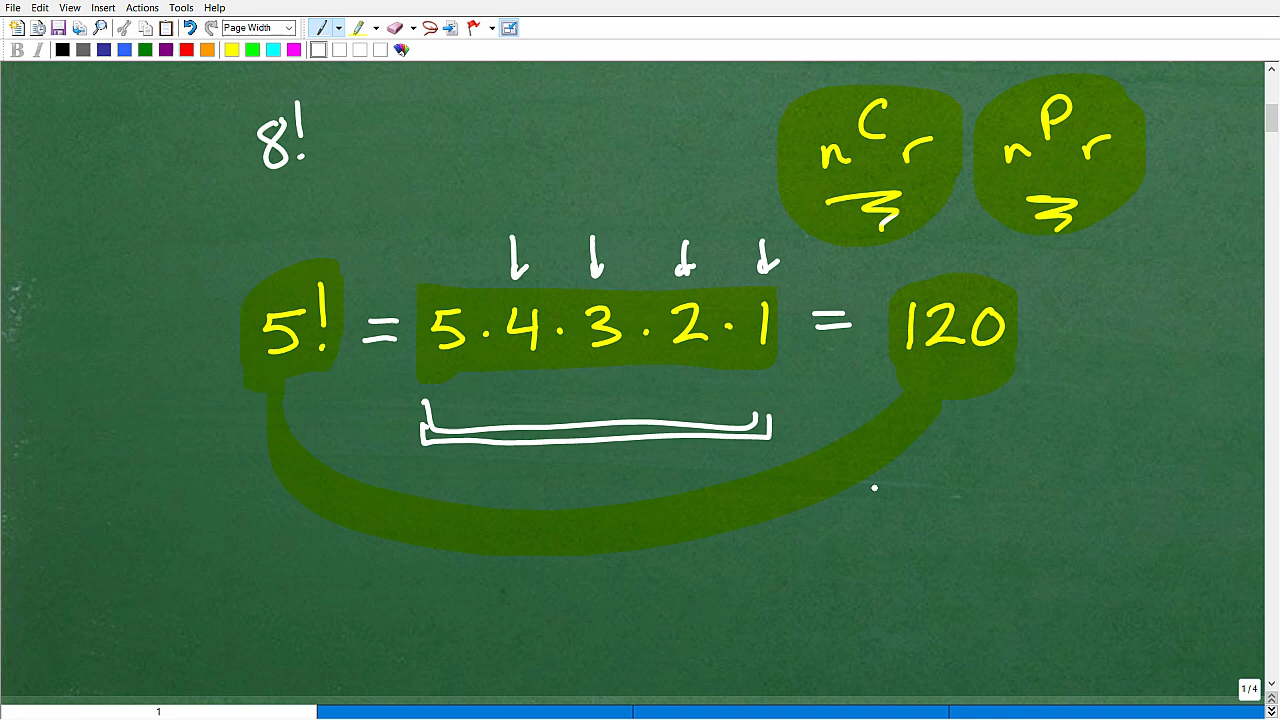 File Edit View Insert Actions Tools Help
Page Width
B I
8!
nCr nPr
5! = 5 · 4 · 3 · 2 · 1 = 120
1/4
1